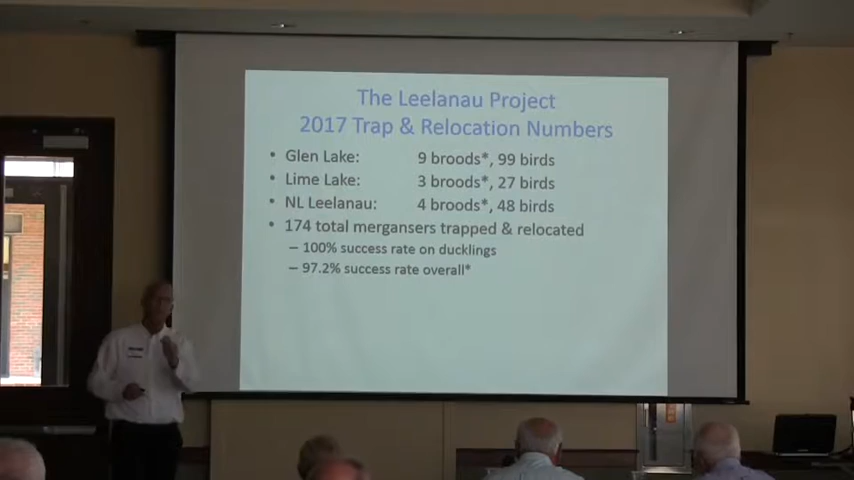 The Leelanau Project
2017 Trap & Relocation Numbers
• Glen Lake: 9 broods*, 99 birds
• Lime Lake: 3 broods*, 27 birds
• NL Leelanau: 4 broods*, 48 birds
• 174 total mergansers trapped & relocated
– 100% success rate on ducklings
– 97.2% success rate overall*